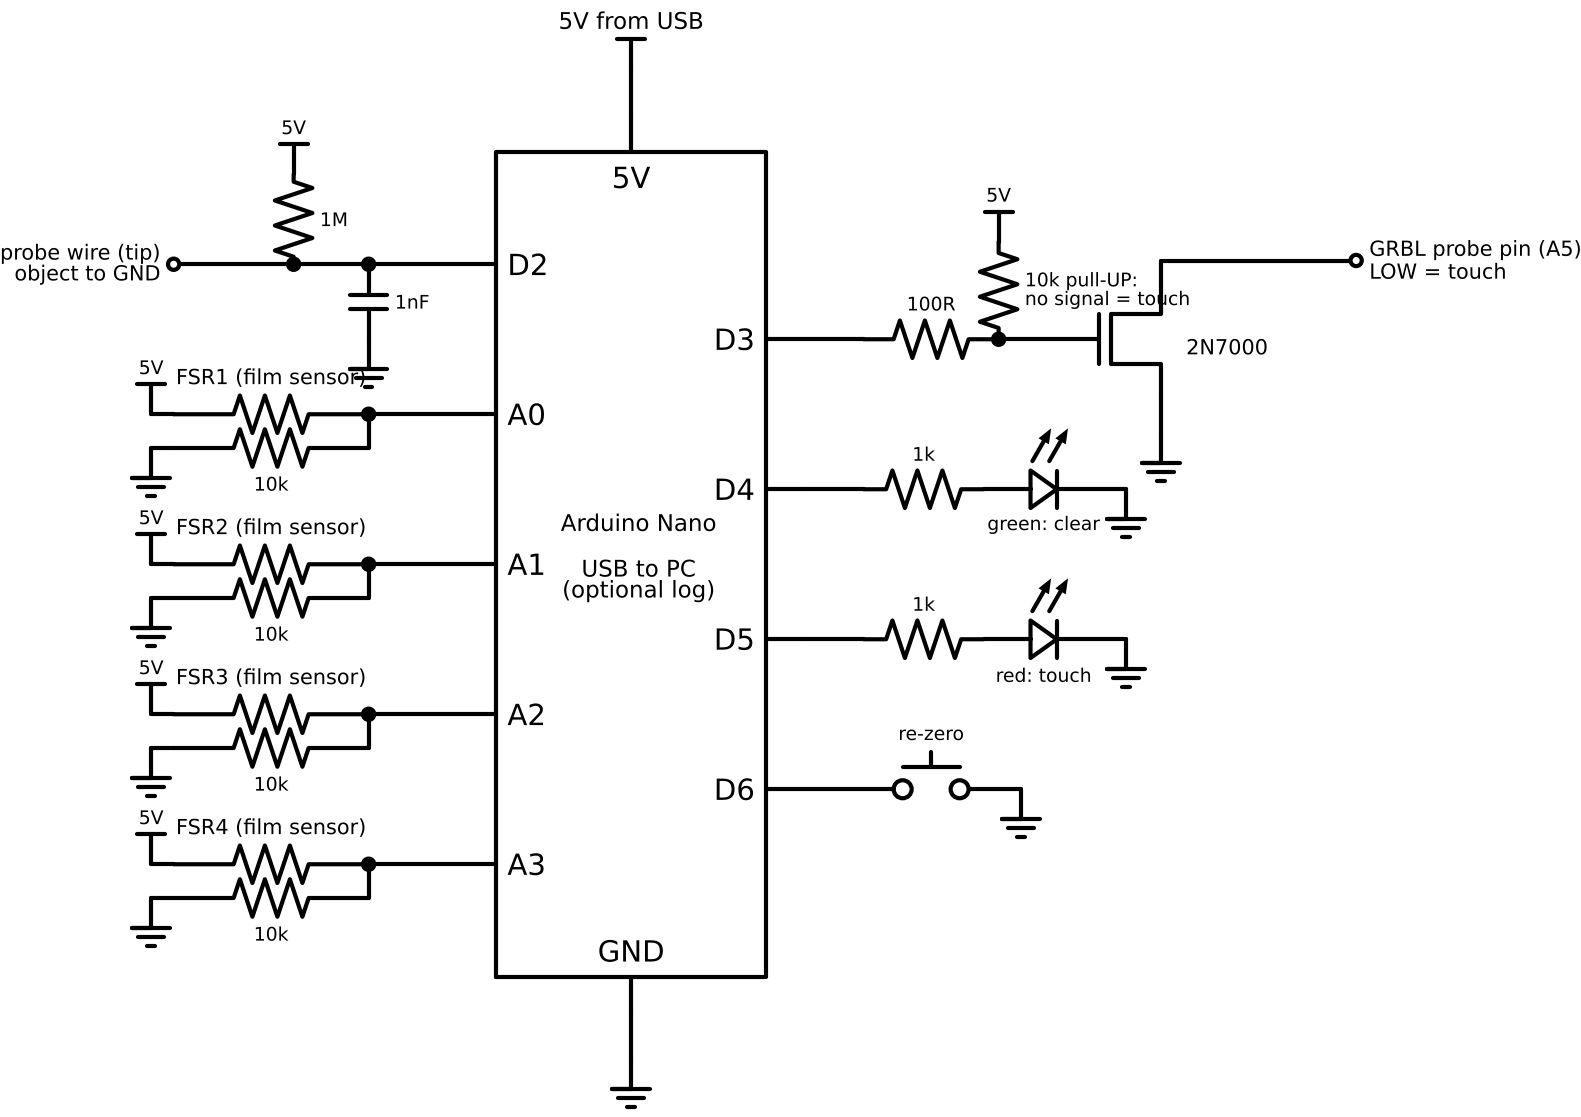 5V from USB
5V
1M
probe wire (tip)
object to GND
1nF
5V
D2
5V
10k pull-UP:
no signal = touch
GRBL probe pin (A5)
LOW = touch
100R
D3
2N7000
5V
FSR1 (film sensor)
A0
10k
1k
D4
green: clear
5V
FSR2 (film sensor)
A1
10k
Arduino Nano
USB to PC
(optional log)
1k
D5
red: touch
5V
FSR3 (film sensor)
A2
10k
re-zero
D6
5V
FSR4 (film sensor)
A3
10k
GND